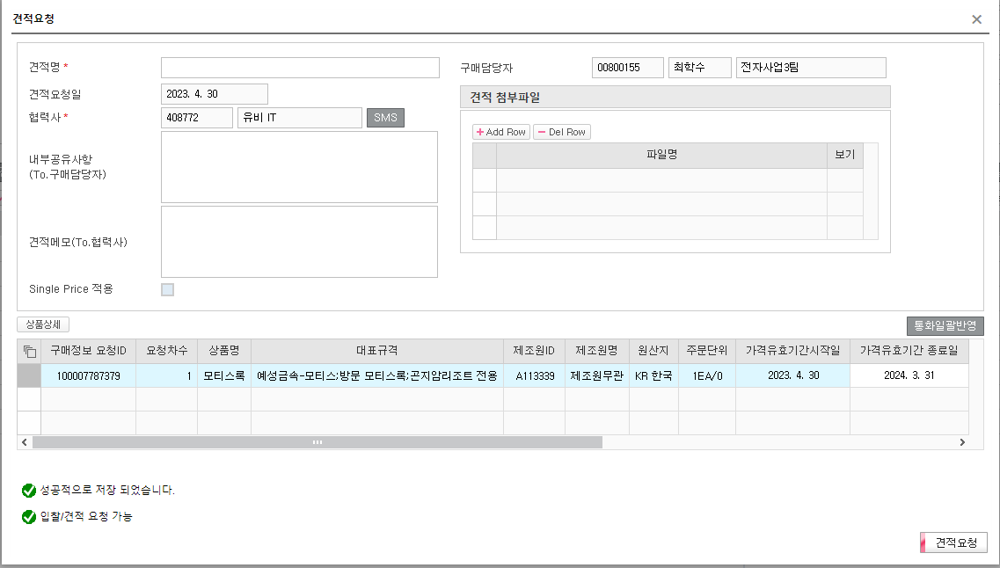 견적요청
견적명 *
구매담당자 00800155 최학수 전자사업3팀
견적요청일 2023. 4. 30
견적 첨부파일
협력사 * 408772 유비 IT SMS
Add Row Del Row
파일명 보기
내부공유사항
(To.구매담당자)
견적메모(To.협력사)
Single Price 적용
상품상세 통화일괄반영
구매정보 요청ID 요청차수 상품명 대표규격 제조원ID 제조원명 원산지 주문단위 가격유효기간시작일 가격유효기간 종료일
100007787379 1 모티스록 예성금속-모티스;방문 모티스록;곤지암리조트 전용 A113339 제조원무관 KR 한국 1EA/0 2023. 4. 30 2024. 3. 31
성공적으로 저장 되었습니다.
입찰/견적 요청 가능
견적요청